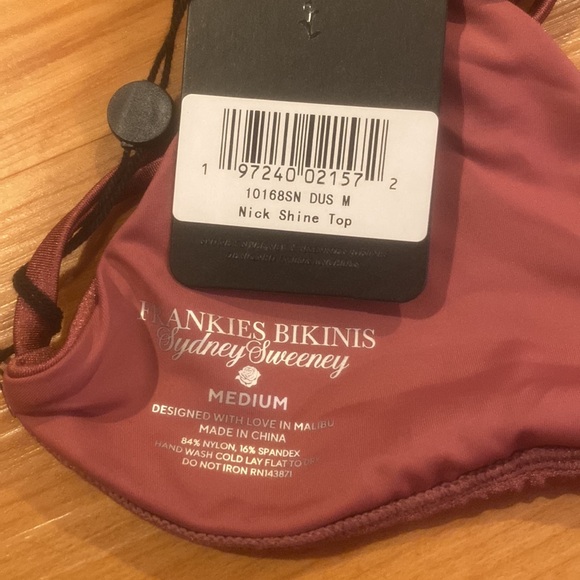 1 97240 02157 2
10168SN DUS M
Nick Shine Top
FRANKIES BIKINIS
Sydney Sweeney
MEDIUM
DESIGNED WITH LOVE IN MALIBU
MADE IN CHINA
84% NYLON, 16% SPANDEX
HAND WASH COLD LAY FLAT TO DRY
DO NOT IRON RN143871